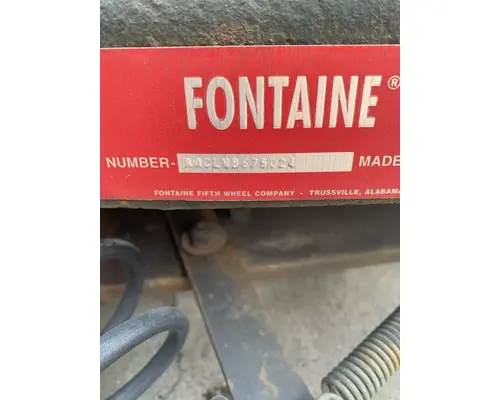 FONTAINE ®
NUMBER- MADE
FONTAINE FIFTH WHEEL COMPANY - TRUSSVILLE, ALABAMA